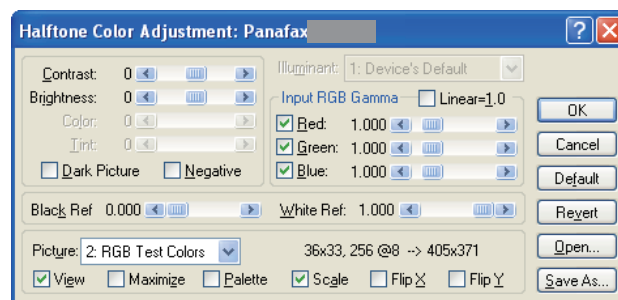 Halftone Color Adjustment: Panafax
Contrast: 0
Brightness: 0
Color: 0
Tint: 0
Dark Picture Negative
Illuminant: 1: Device's Default
Input RGB Gamma Linear=1.0
Red: 1.000
Green: 1.000
Blue: 1.000
Black Ref 0.000 White Ref: 1.000
Picture: 2: RGB Test Colors 36x33, 256 @8 --> 405x371
View Maximize Palette Scale Flip X Flip Y
OK
Cancel
Default
Revert
Open...
Save As...